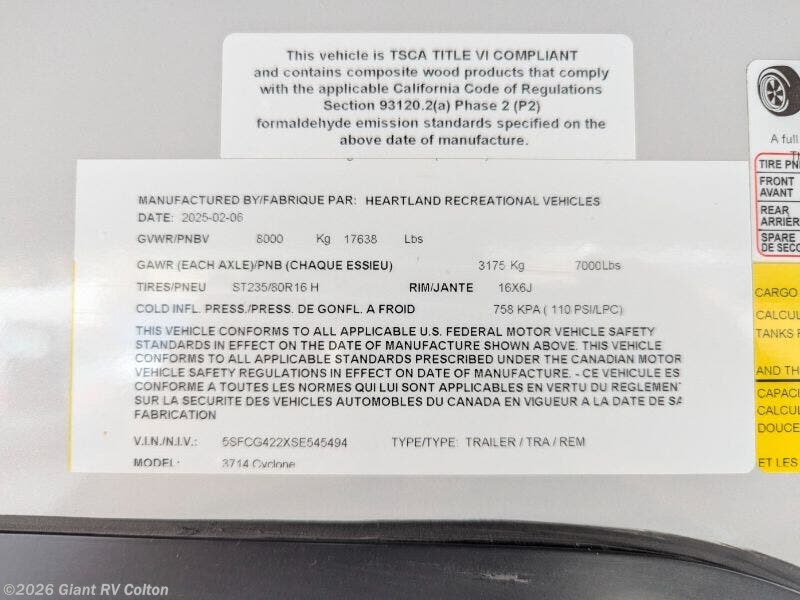 This vehicle is TSCA TITLE VI COMPLIANT
and contains composite wood products that comply
with the applicable California Code of Regulations
Section 93120.2(a) Phase 2 (P2)
formaldehyde emission standards specified on the
above date of manufacture.
MANUFACTURED BY/FABRIQUE PAR: HEARTLAND RECREATIONAL VEHICLES
DATE: 2025-02-06
GVWR/PNBV 8000 Kg 17638 Lbs
GAWR (EACH AXLE)/PNB (CHAQUE ESSIEU) 3175 Kg 7000Lbs
TIRES/PNEU ST235/80R16 H RIM/JANTE 16X6J
COLD INFL. PRESS./PRESS. DE GONFL. A FROID 758 KPA ( 110 PSI/LPC)
THIS VEHICLE CONFORMS TO ALL APPLICABLE U.S. FEDERAL MOTOR VEHICLE SAFETY
STANDARDS IN EFFECT ON THE DATE OF MANUFACTURE SHOWN ABOVE. THIS VEHICLE
CONFORMS TO ALL APPLICABLE STANDARDS PRESCRIBED UNDER THE CANADIAN MOTOR
VEHICLE SAFETY REGULATIONS IN EFFECT ON DATE OF MANUFACTURE. - CE VEHICULE ES
CONFORME A TOUTES LES NORMES QUI LUI SONT APPLICABLES EN VERTU DU REGLEMEN
SUR LA SECURITE DES VEHICLES AUTOMOBILES DU CANADA EN VIGUEUR A LA DATE DE SA
FABRICATION
V.I.N./N.I.V.: 5SFCG422XSE545494 TYPE/TYPE: TRAILER / TRA / REM
MODEL: 3714 Cyclone
A full
TIRE PN
FRONT
AVANT
REAR
ARRIER
SPARE
DE SECO
CARGO
CALCUL
TANKS F
AND TH
CAPACI
CALCUL
DOUCE
ET LES
©2026 Giant RV Colton